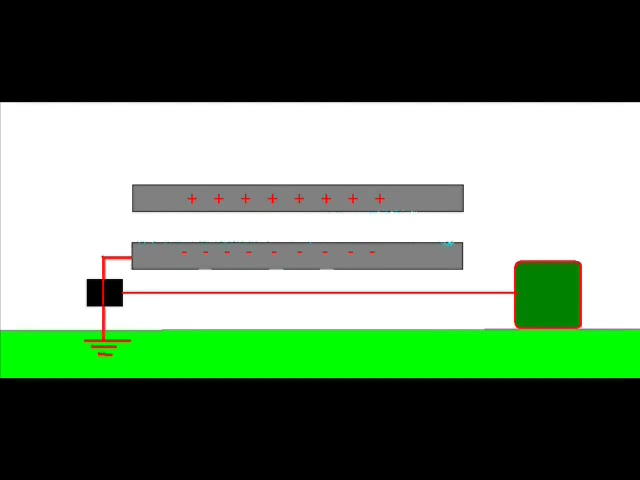 + + + + + + + +
- - - - - - - - -